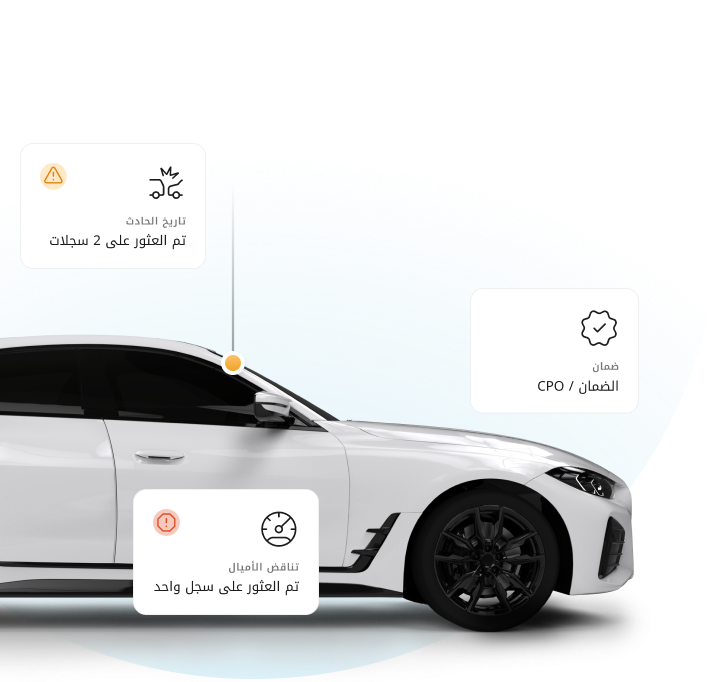 تاريخ الحادث
تم العثور على 2 سجلات
ضمان
الضمان / CPO
تناقض الأميال
تم العثور على سجل واحد